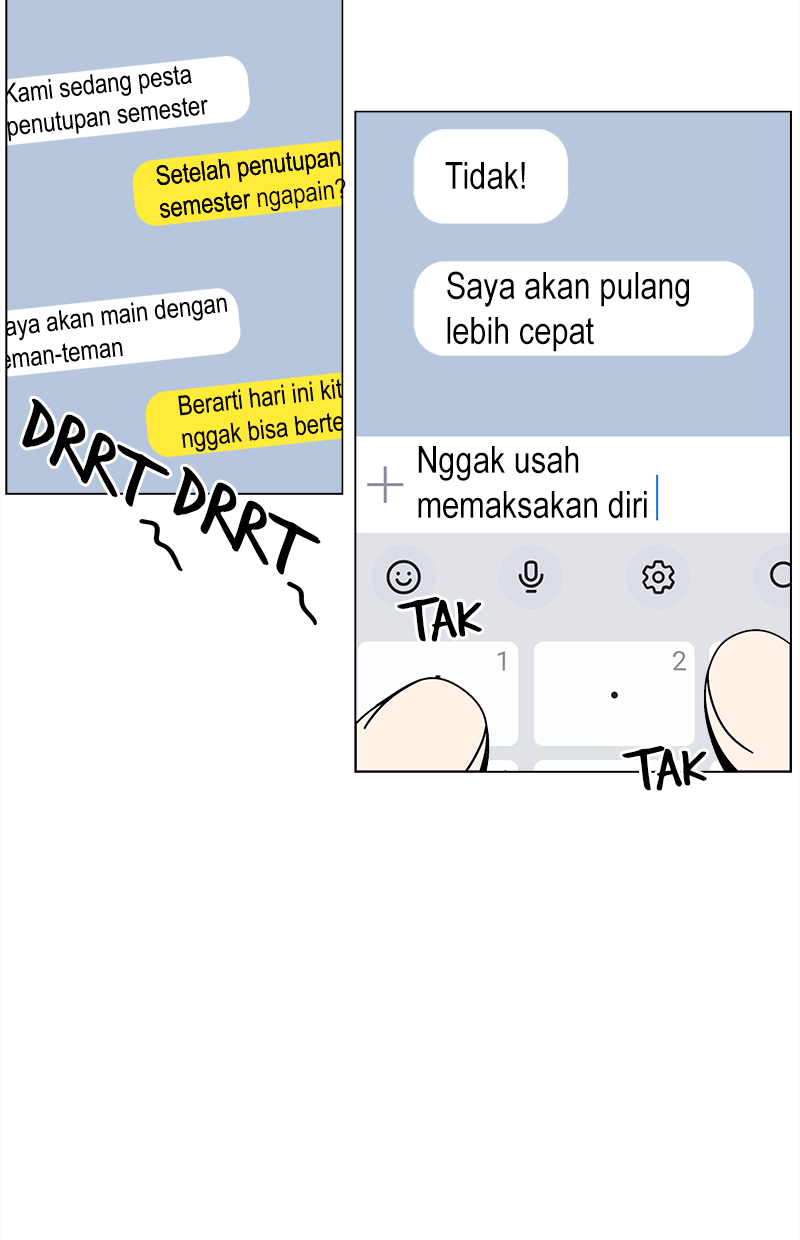 Kami sedang pesta
penutupan semester
Setelah penutupan
semester ngapain?
aya akan main dengan
eman-teman
Berarti hari ini kit
nggak bisa berte
DRRT DRRT
Tidak!
Saya akan pulang
lebih cepat
Nggak usah
memaksakan diri
TAK
1
2
TAK